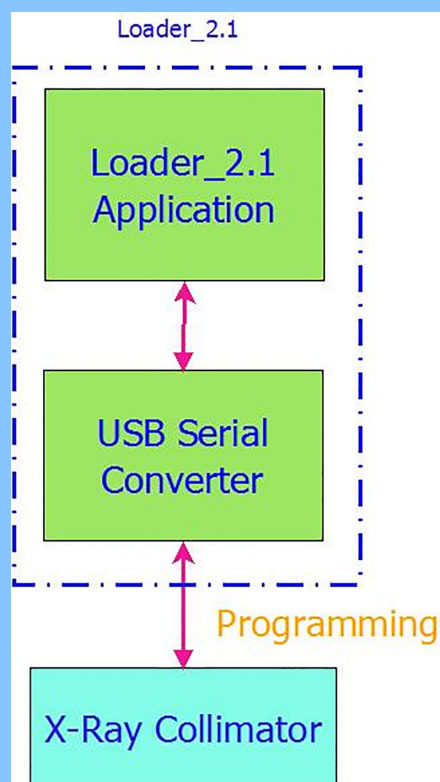 Loader_2.1
Loader_2.1
Application
USB Serial
Converter
Programming
X-Ray Collimator